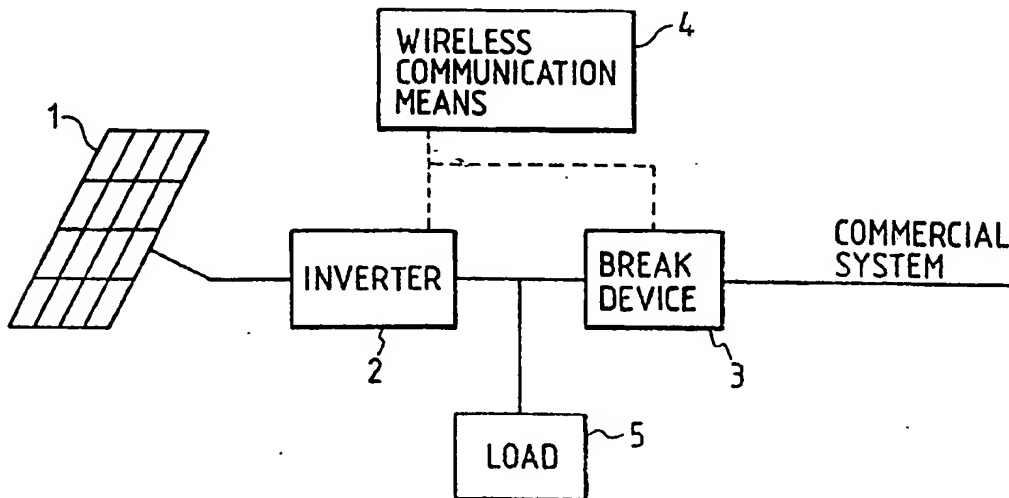 4
WIRELESS
COMMUNICATION
MEANS
1
COMMERCIAL
SYSTEM
INVERTER
BREAK
DEVICE
2
3
5
LOAD